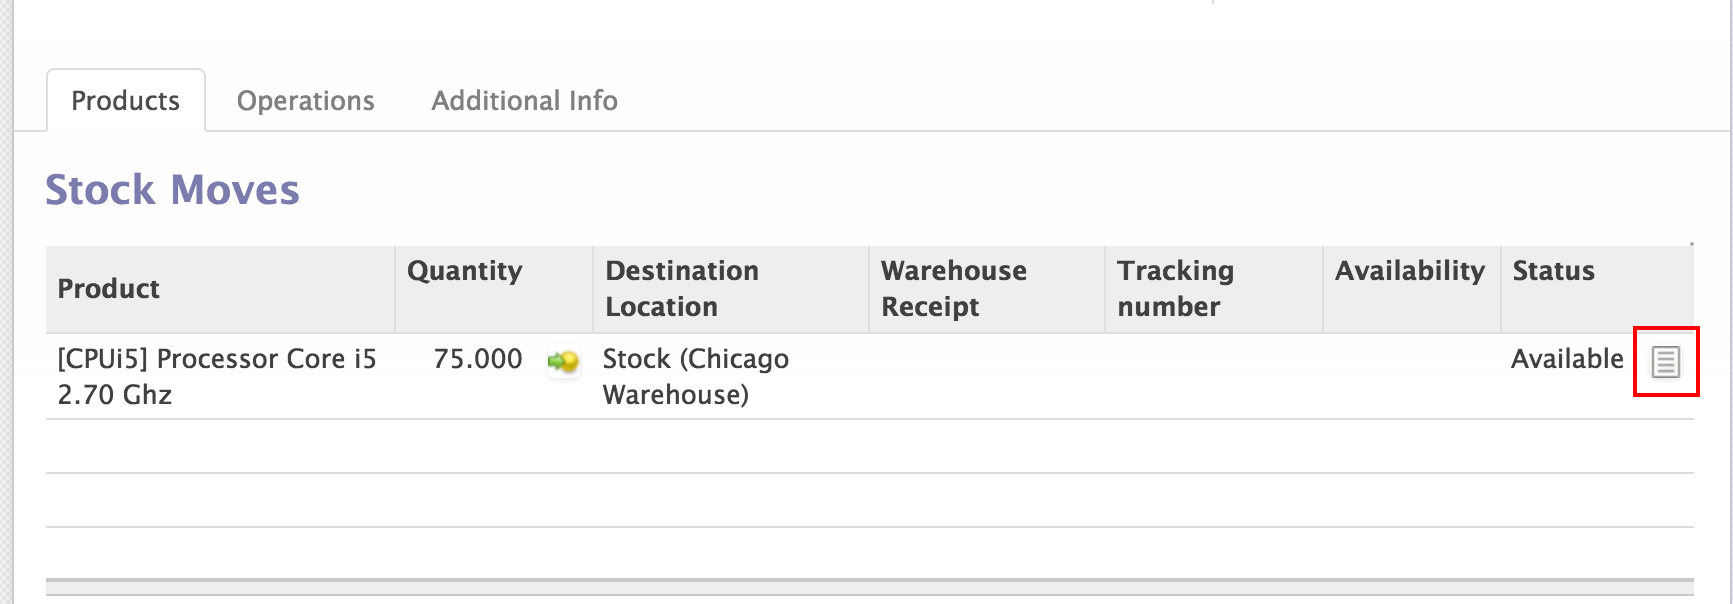 Products Operations Additional Info
Stock Moves
Product Quantity Destination Location Warehouse Receipt Tracking number Availability Status
[CPUi5] Processor Core i5 2.70 Ghz 75.000 Stock (Chicago Warehouse) Available